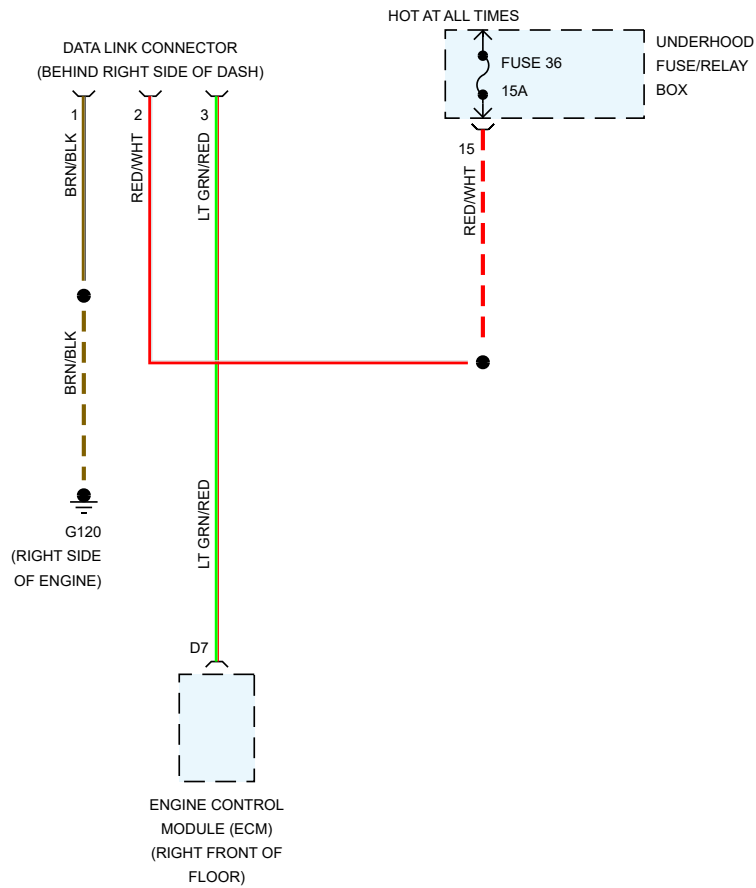 HOT AT ALL TIMES
DATA LINK CONNECTOR
(BEHIND RIGHT SIDE OF DASH)
UNDERHOOD
FUSE/RELAY
BOX
FUSE 36
15A
1
2
3
15
BRN/BLK
RED/WHT
LT GRN/RED
RED/WHT
BRN/BLK
LT GRN/RED
G120
(RIGHT SIDE
OF ENGINE)
D7
ENGINE CONTROL
MODULE (ECM)
(RIGHT FRONT OF
FLOOR)